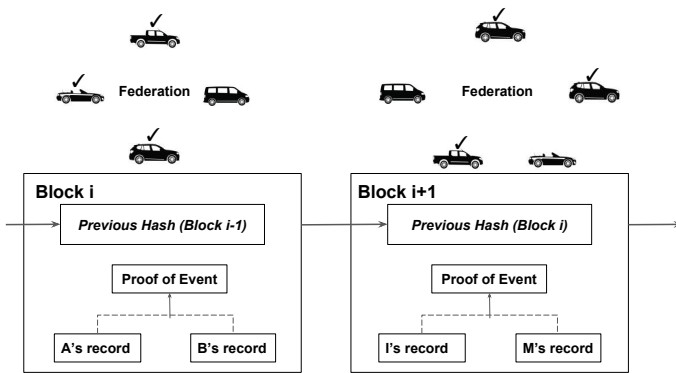 Federation
Federation
Block i
Block i+1
Previous Hash (Block i-1)
Previous Hash (Block i)
Proof of Event
Proof of Event
A's record
B's record
I's record
M's record